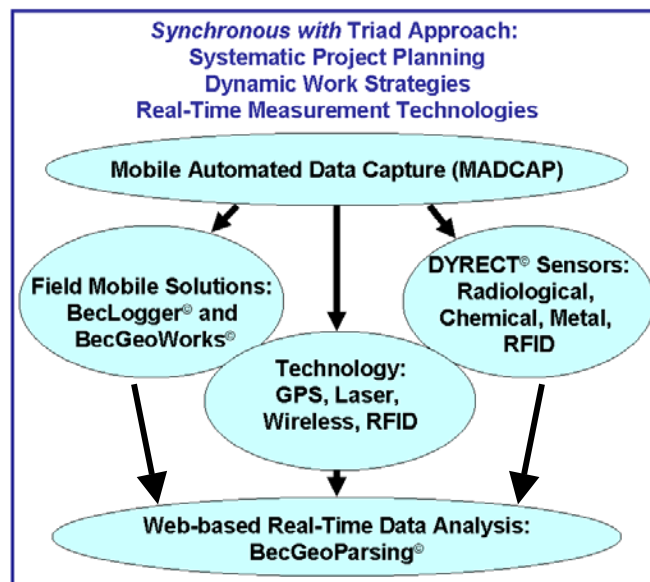 Synchronous with Triad Approach:
Systematic Project Planning
Dynamic Work Strategies
Real-Time Measurement Technologies
Mobile Automated Data Capture (MADCAP)
Field Mobile Solutions:
BecLogger© and
BecGeoWorks©
DYRECT© Sensors:
Radiological,
Chemical, Metal,
RFID
Technology:
GPS, Laser,
Wireless, RFID
Web-based Real-Time Data Analysis:
BecGeoParsing©